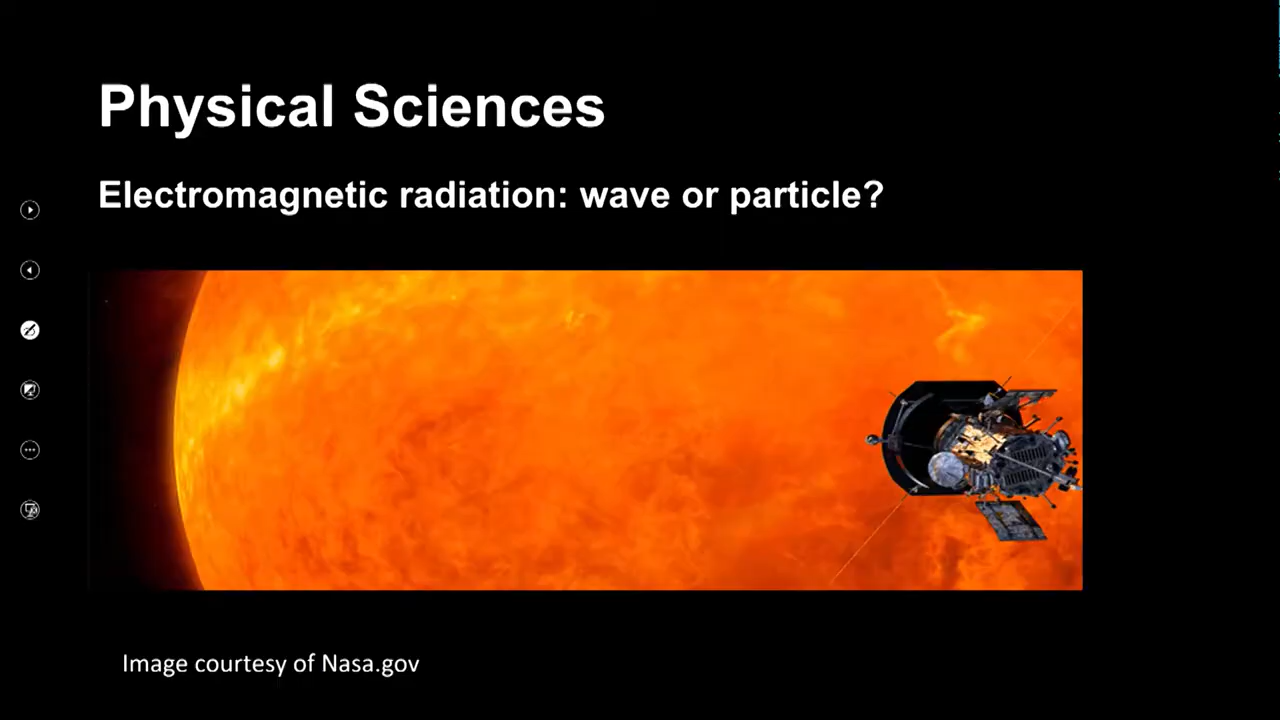 Physical Sciences
Electromagnetic radiation: wave or particle?
Image courtesy of Nasa.gov